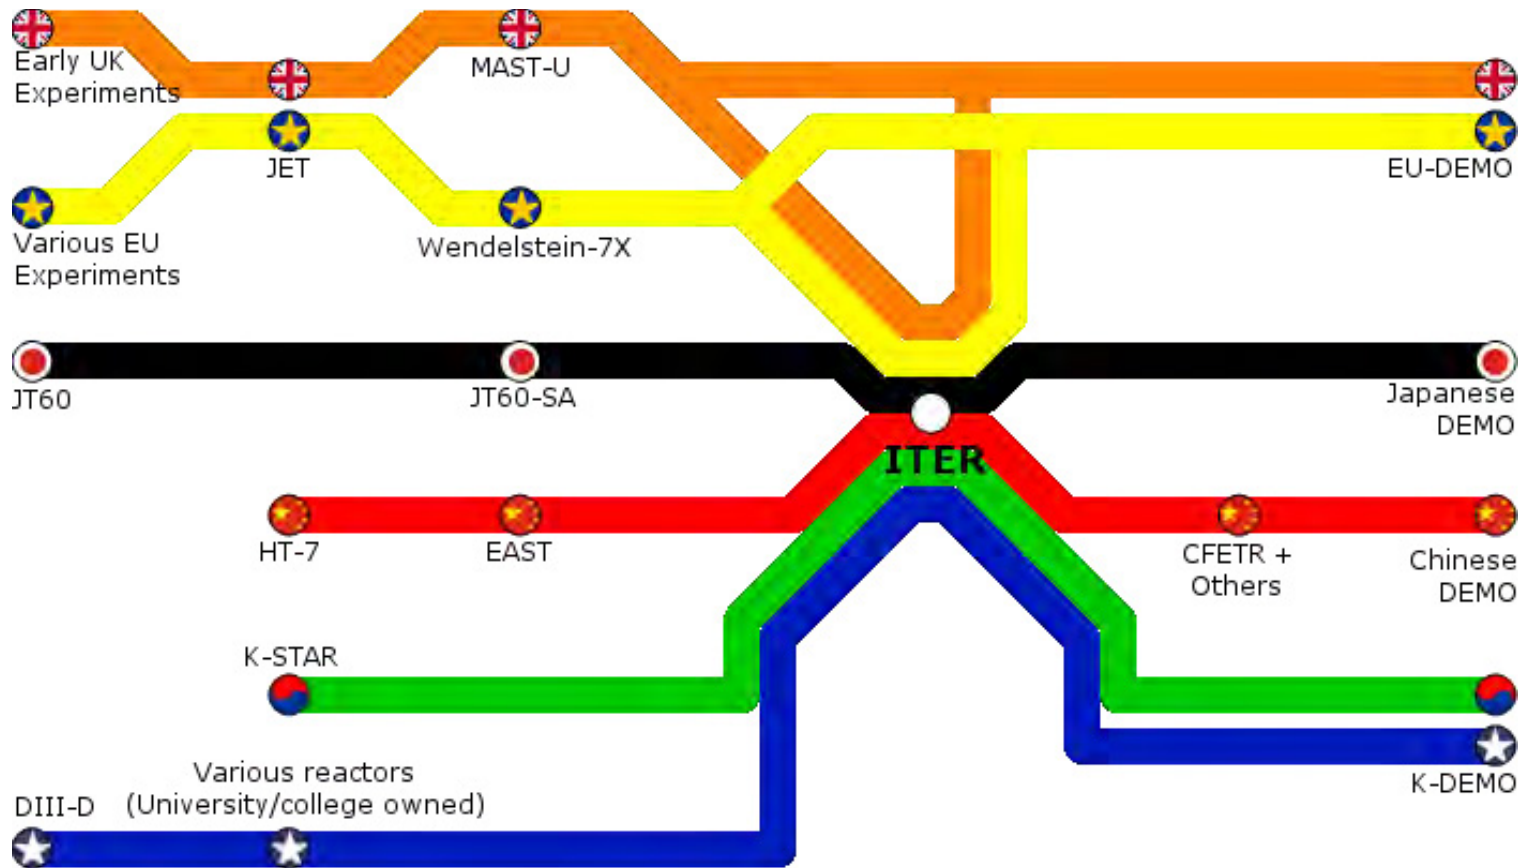 Early UK
Experiments
MAST-U
JET
EU-DEMO
Various EU
Experiments
Wendelstein-7X
JT60
JT60-SA
Japanese
DEMO
ITER
HT-7
EAST
CFETR +
Others
Chinese
DEMO
K-STAR
Various reactors
(University/college owned)
DIII-D
K-DEMO